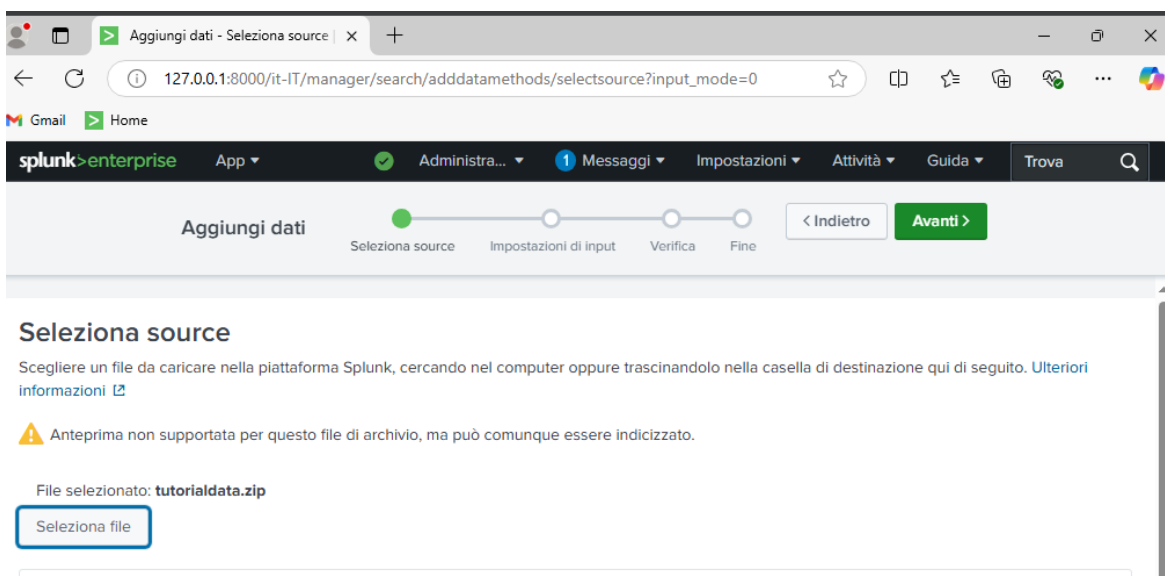 Aggiungi dati - Seleziona source |
127.0.0.1:8000/it-IT/manager/search/adddatamethods/selectsource?input_mode=0
Gmail Home
splunk>enterprise App Administra... 1 Messaggi Impostazioni Attività Guida Trova
Aggiungi dati
Seleziona source Impostazioni di input Verifica Fine
< Indietro Avanti >
Seleziona source
Scegliere un file da caricare nella piattaforma Splunk, cercando nel computer oppure trascinandolo nella casella di destinazione qui di seguito. Ulteriori
informazioni
Anteprima non supportata per questo file di archivio, ma può comunque essere indicizzato.
File selezionato: tutorialdata.zip
Seleziona file